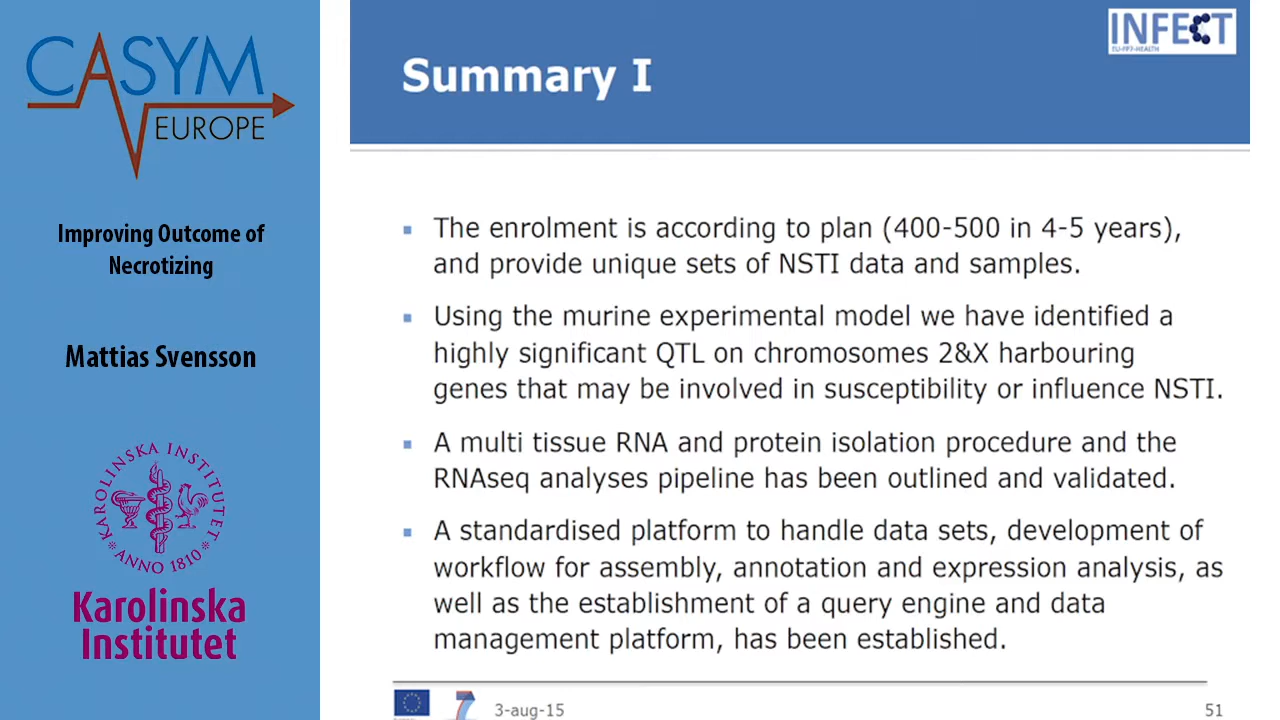 CASYM
EUROPE
Improving Outcome of
Necrotizing
Mattias Svensson
KAROLINSKA INSTITUTET
ANNO 1810
Karolinska
Institutet
INFECT
EU-FP7-HEALTH
Summary I
The enrolment is according to plan (400-500 in 4-5 years),
and provide unique sets of NSTI data and samples.
Using the murine experimental model we have identified a
highly significant QTL on chromosomes 2&X harbouring
genes that may be involved in susceptibility or influence NSTI.
A multi tissue RNA and protein isolation procedure and the
RNAseq analyses pipeline has been outlined and validated.
A standardised platform to handle data sets, development of
workflow for assembly, annotation and expression analysis, as
well as the establishment of a query engine and data
management platform, has been established.
7
3-aug-15
51